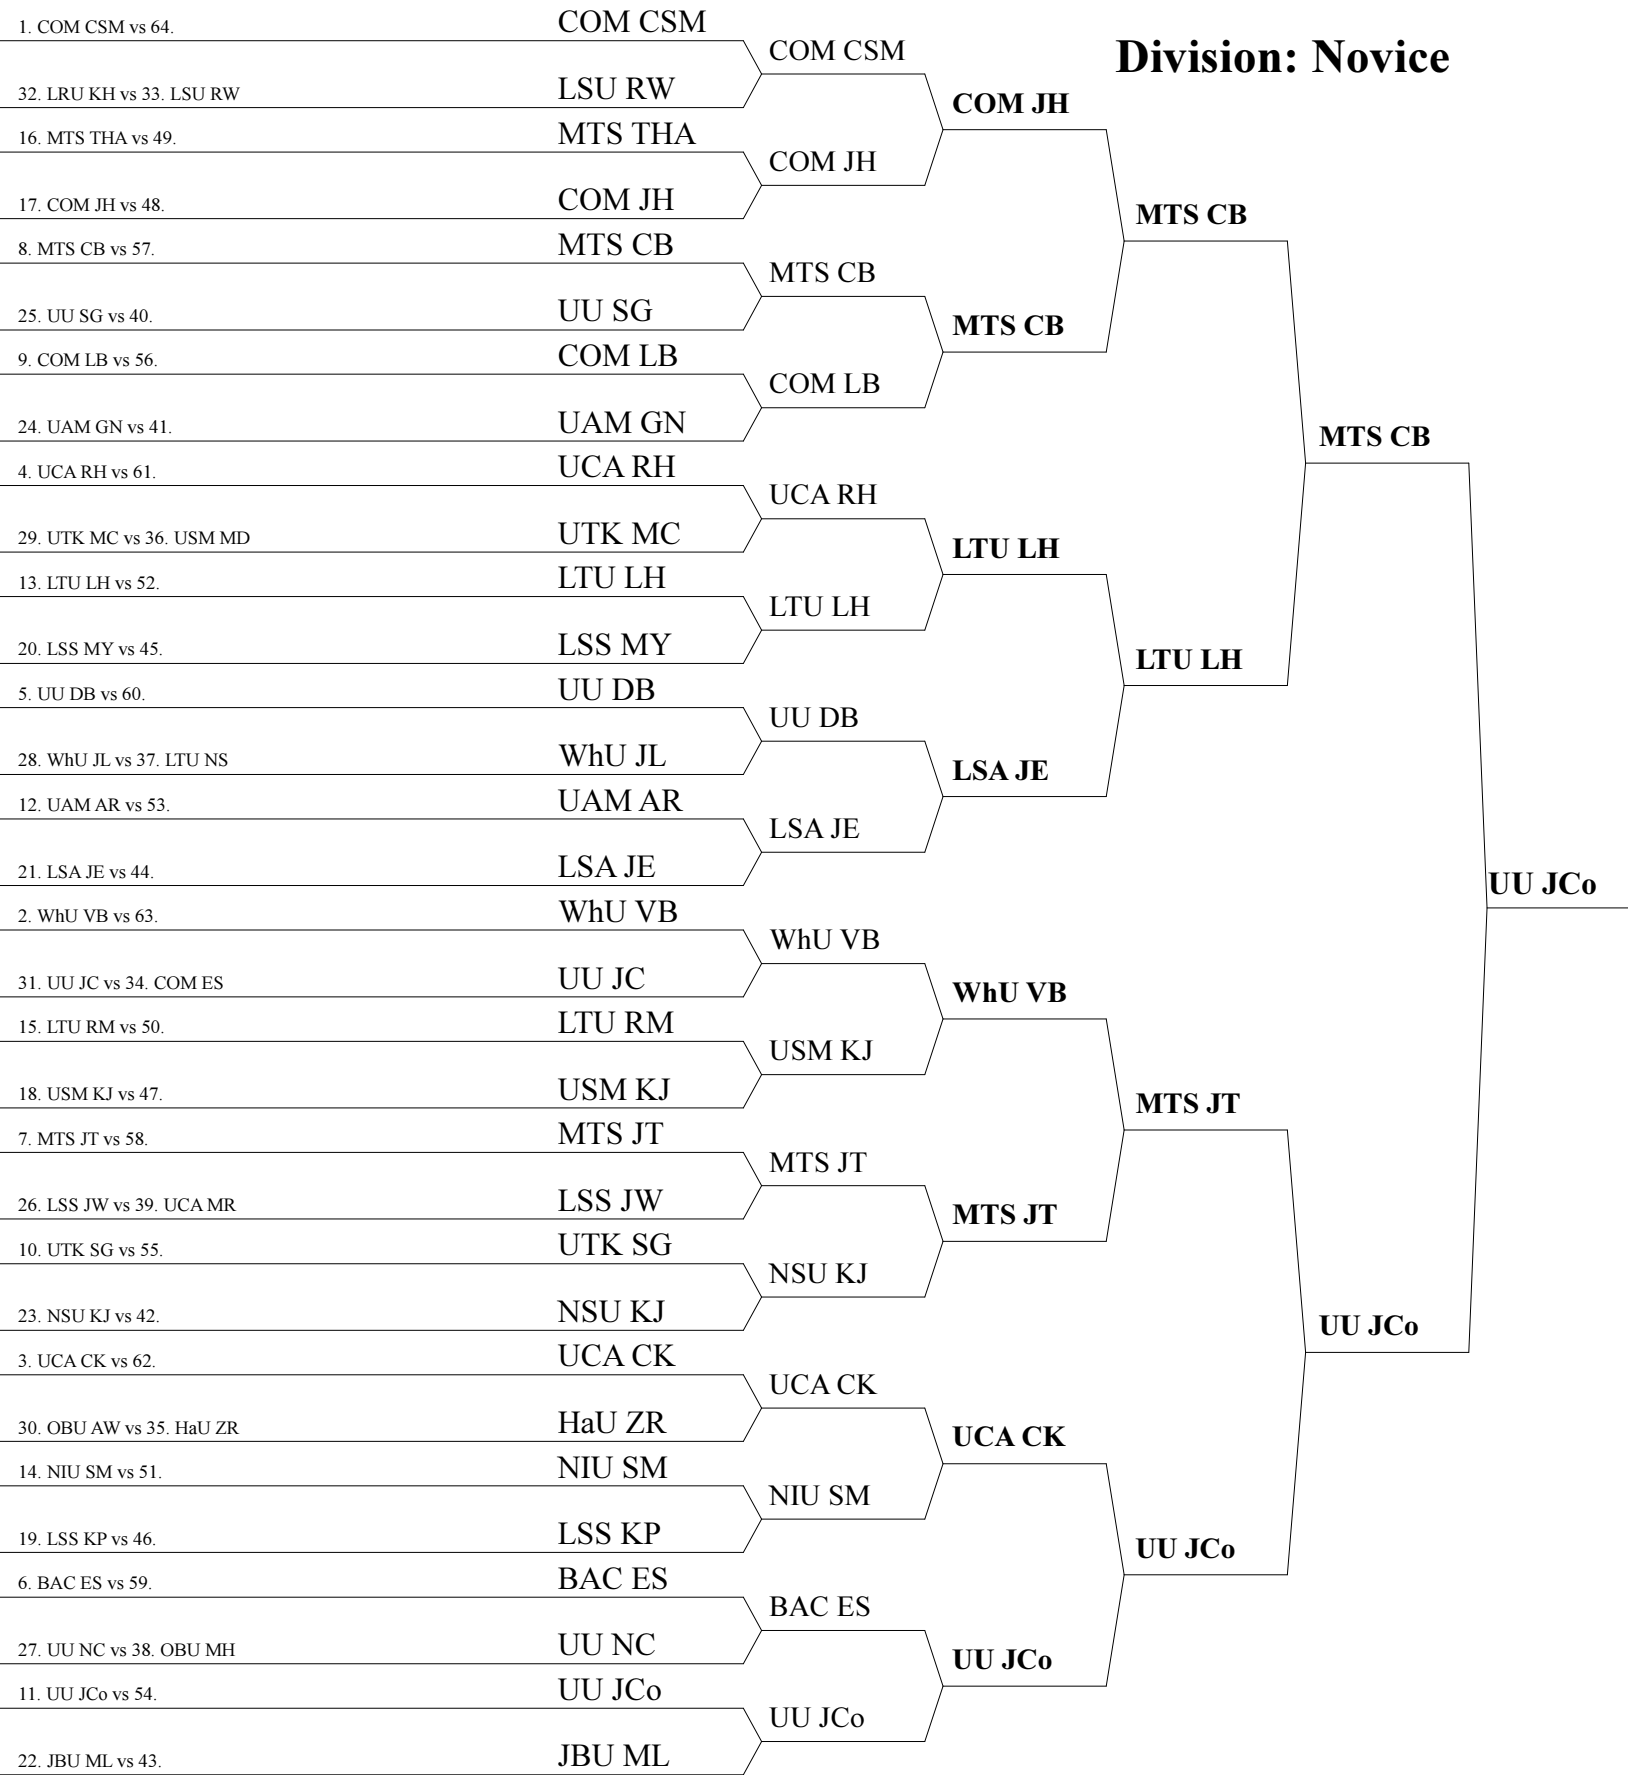 Division: Novice
1. COM CSM vs 64.
32. LRU KH vs 33. LSU RW
16. MTS THA vs 49.
17. COM JH vs 48.
8. MTS CB vs 57.
25. UU SG vs 40.
9. COM LB vs 56.
24. UAM GN vs 41.
4. UCA RH vs 61.
29. UTK MC vs 36. USM MD
13. LTU LH vs 52.
20. LSS MY vs 45.
5. UU DB vs 60.
28. WhU JL vs 37. LTU NS
12. UAM AR vs 53.
21. LSA JE vs 44.
2. WhU VB vs 63.
31. UU JC vs 34. COM ES
15. LTU RM vs 50.
18. USM KJ vs 47.
7. MTS JT vs 58.
26. LSS JW vs 39. UCA MR
10. UTK SG vs 55.
23. NSU KJ vs 42.
3. UCA CK vs 62.
30. OBU AW vs 35. HaU ZR
14. NIU SM vs 51.
19. LSS KP vs 46.
6. BAC ES vs 59.
27. UU NC vs 38. OBU MH
11. UU JCo vs 54.
22. JBU ML vs 43.
COM CSM
LSU RW
MTS THA
COM JH
MTS CB
UU SG
COM LB
UAM GN
UCA RH
UTK MC
LTU LH
LSS MY
UU DB
WhU JL
UAM AR
LSA JE
WhU VB
UU JC
LTU RM
USM KJ
MTS JT
LSS JW
UTK SG
NSU KJ
UCA CK
HaU ZR
NIU SM
LSS KP
BAC ES
UU NC
UU JCo
JBU ML
COM CSM
COM JH
MTS CB
COM LB
UCA RH
LTU LH
UU DB
LSA JE
WhU VB
USM KJ
MTS JT
NSU KJ
UCA CK
NIU SM
BAC ES
UU JCo
COM JH
MTS CB
LTU LH
LSA JE
WhU VB
MTS JT
UCA CK
UU JCo
MTS CB
LTU LH
MTS JT
UU JCo
MTS CB
UU JCo
UU JCo